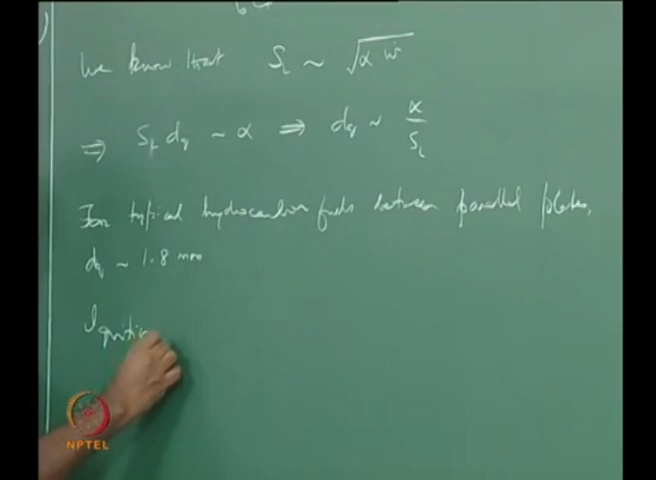 We know that S_L ~ √(α ẇ)
⇒ S_L d_q ~ α ⇒ d_q ~ α/S_L
For typical hydrocarbon fuels between parallel plates,
d_q ~ 1.8 mm
Ignitio
NPTEL